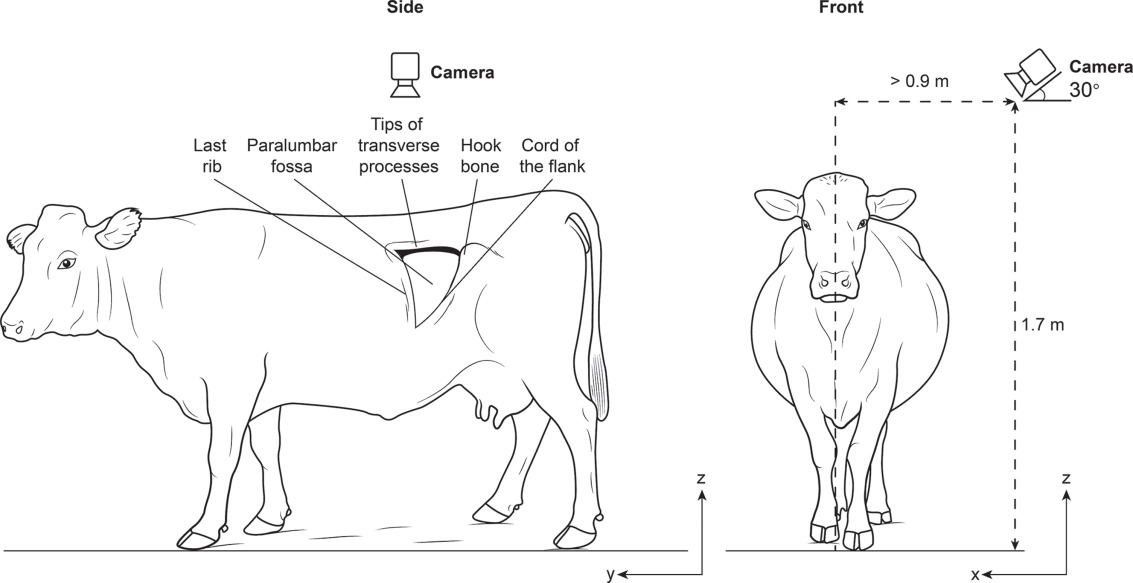 Side
Front
Camera
Camera
30°
> 0.9 m
Last
rib
Paralumbar
fossa
Tips of
transverse
processes
Hook
bone
Cord of
the flank
1.7 m
z
y
z
x